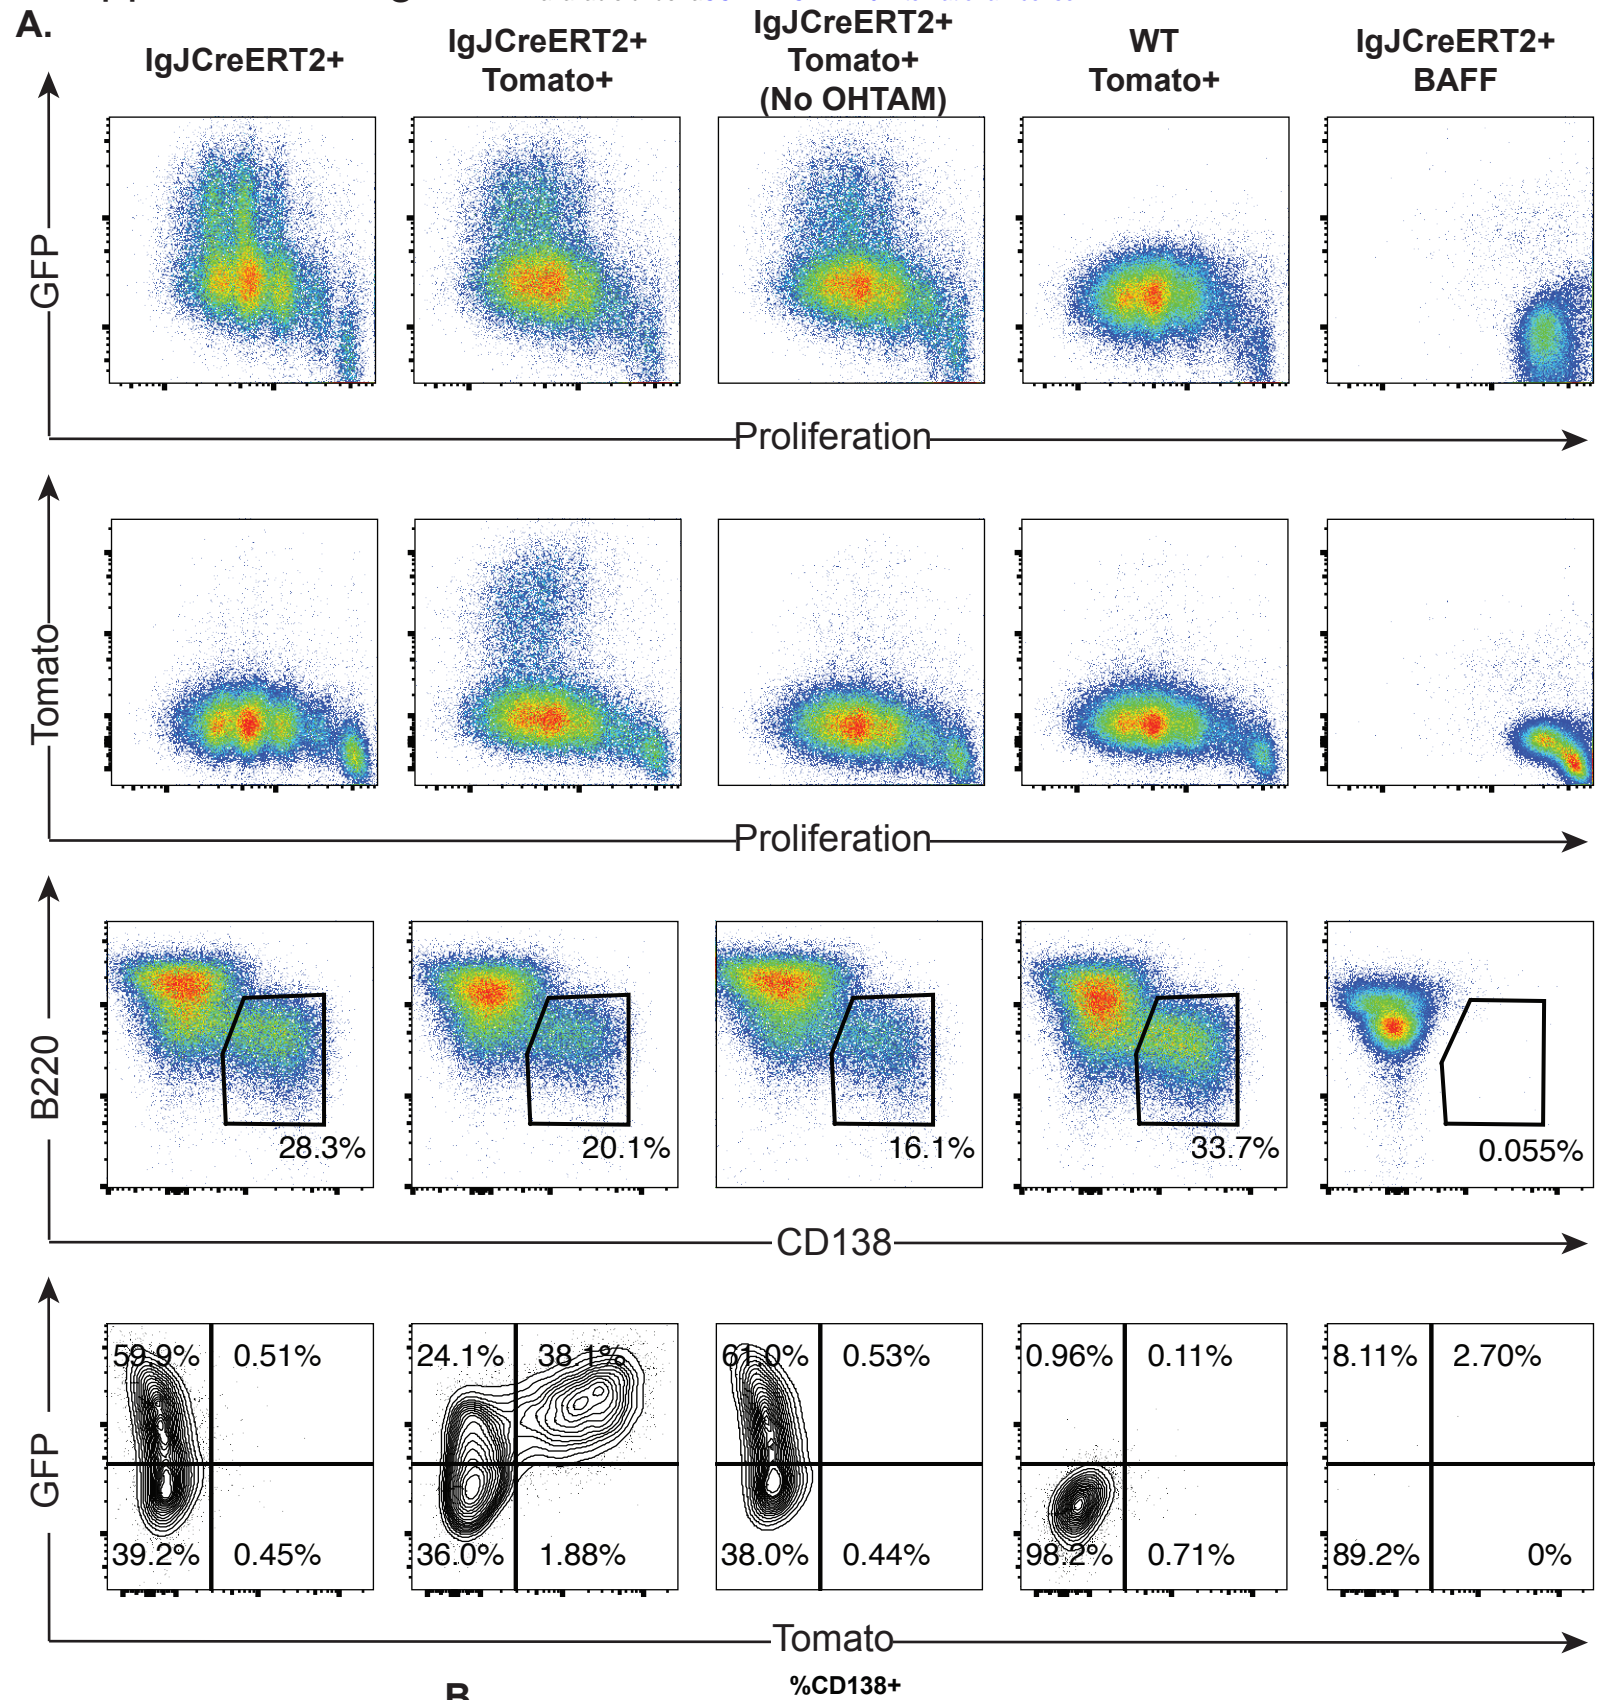 A.
IgJCreERT2+
IgJCreERT2+
Tomato+
IgJCreERT2+
Tomato+
(No OHTAM)
WT
Tomato+
IgJCreERT2+
BAFF
GFP
Proliferation
Tomato
Proliferation
B220
28.3%
20.1%
16.1%
33.7%
0.055%
CD138
GFP
59.9% 0.51%
39.2% 0.45%
24.1% 38.1%
36.0% 1.88%
61.0% 0.53%
38.0% 0.44%
0.96% 0.11%
98.2% 0.71%
8.11% 2.70%
89.2% 0%
Tomato
B
%CD138+